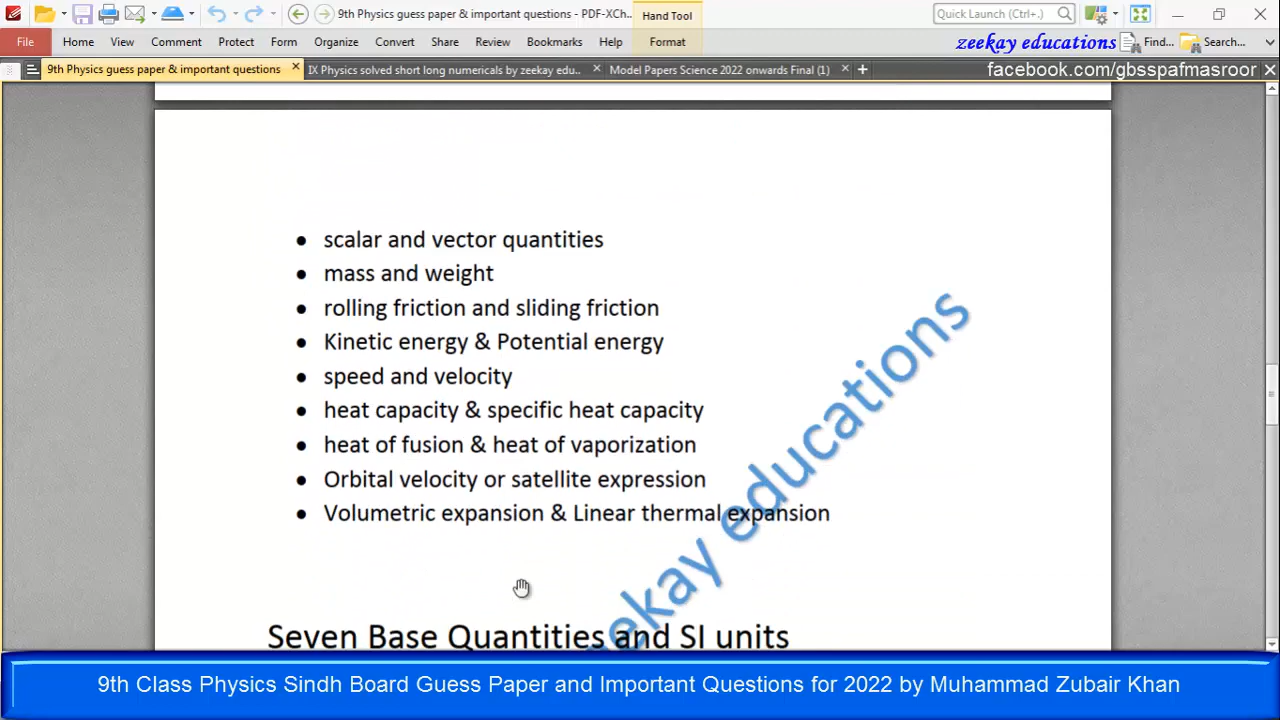 9th Physics guess paper & important questions - PDF-XCh...
Hand Tool
Quick Launch (Ctrl+.)
File
Home
View
Comment
Protect
Form
Organize
Convert
Share
Review
Bookmarks
Help
Format
zeekay educations
Find...
Search...
9th Physics guess paper & important questions
IX Physics solved short long numericals by zeekay edu..
Model Papers Science 2022 onwards Final (1)
facebook.com/gbsspafmasroor
• scalar and vector quantities
• mass and weight
• rolling friction and sliding friction
• Kinetic energy & Potential energy
• speed and velocity
• heat capacity & specific heat capacity
• heat of fusion & heat of vaporization
• Orbital velocity or satellite expression
• Volumetric expansion & Linear thermal expansion
eekay educations
Seven Base Quantities and SI units
9th Class Physics Sindh Board Guess Paper and Important Questions for 2022 by Muhammad Zubair Khan